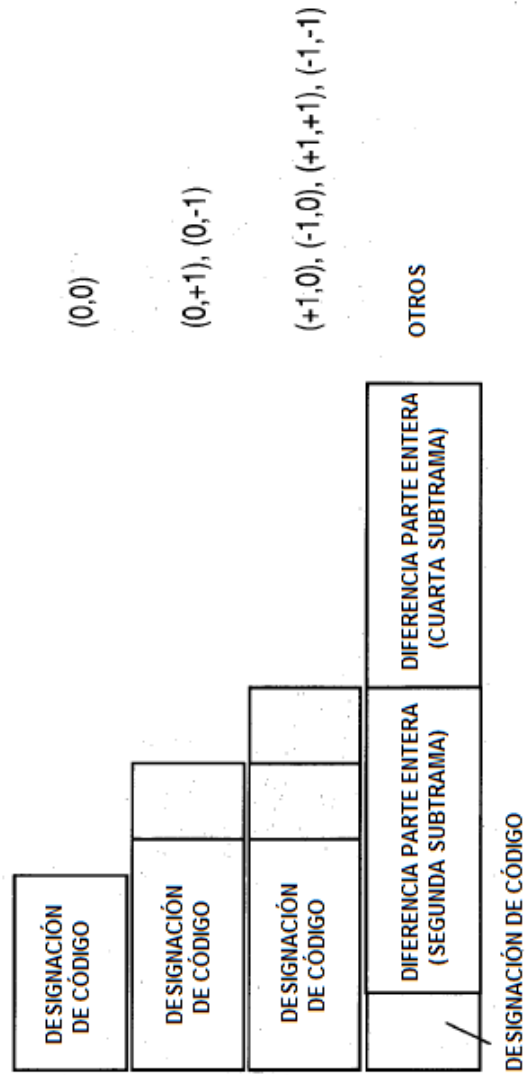 DESIGNACIÓN
DE CÓDIGO
(0,0)
DESIGNACIÓN
DE CÓDIGO
(0,+1), (0,-1)
DESIGNACIÓN
DE CÓDIGO
(+1,0), (-1,0), (+1,+1), (-1,-1)
DIFERENCIA PARTE ENTERA
(SEGUNDA SUBTRAMA)
DIFERENCIA PARTE ENTERA
(CUARTA SUBTRAMA)
OTROS
DESIGNACIÓN DE CÓDIGO